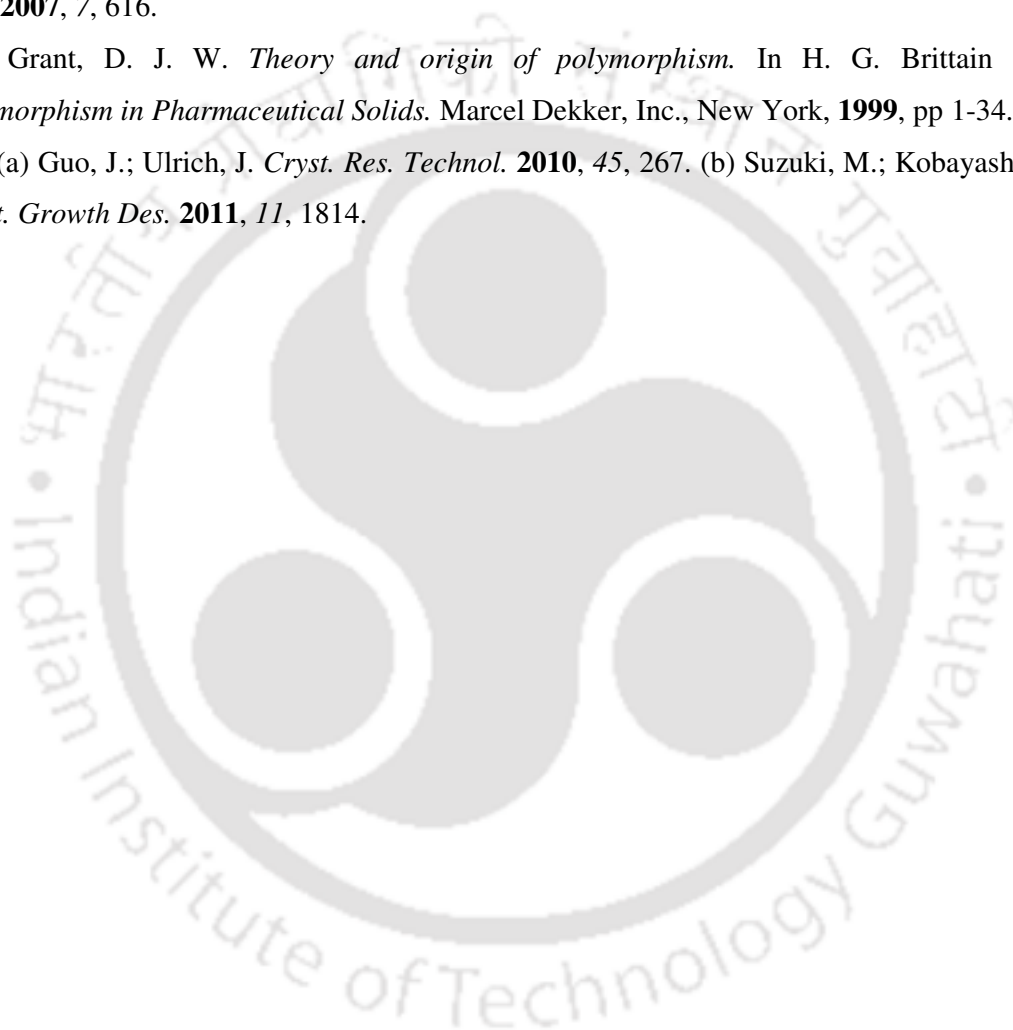 2007, 7, 616.
Grant, D. J. W. Theory and origin of polymorphism. In H. G. Brittain
morphism in Pharmaceutical Solids. Marcel Dekker, Inc., New York, 1999, pp 1-34.
(a) Guo, J.; Ulrich, J. Cryst. Res. Technol. 2010, 45, 267. (b) Suzuki, M.; Kobayash
t. Growth Des. 2011, 11, 1814.
भारतीय प्रौद्योगिकी संस्थान गुवाहाटी
Indian Institute of Technology Guwahati